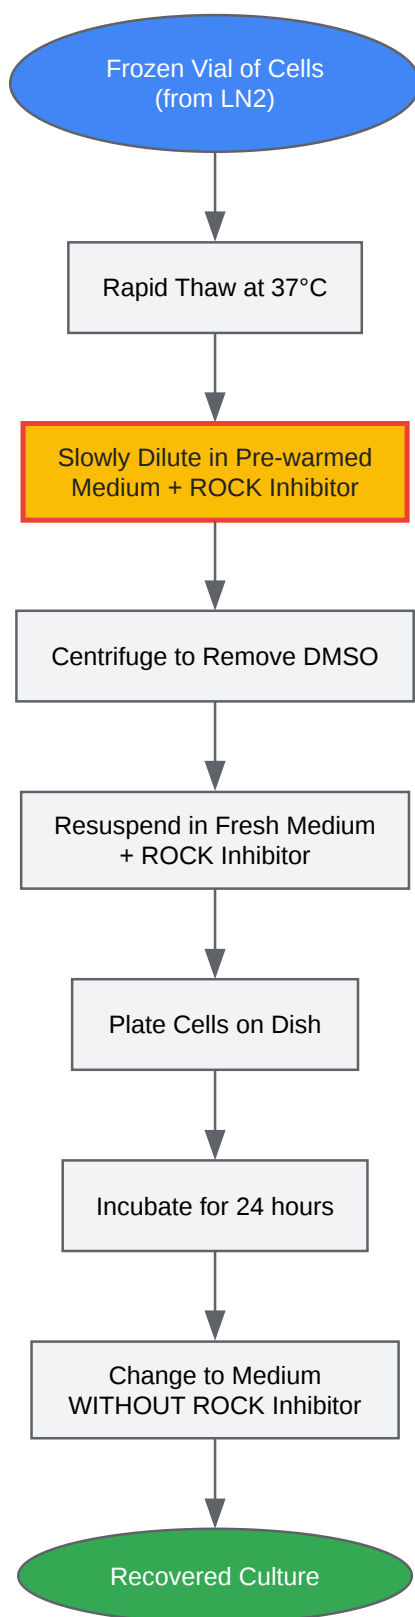 Frozen Vial of Cells
(from LN2)
Rapid Thaw at 37°C
Slowly Dilute in Pre-warmed
Medium + ROCK Inhibitor
Centrifuge to Remove DMSO
Resuspend in Fresh Medium
+ ROCK Inhibitor
Plate Cells on Dish
Incubate for 24 hours
Change to Medium
WITHOUT ROCK Inhibitor
Recovered Culture